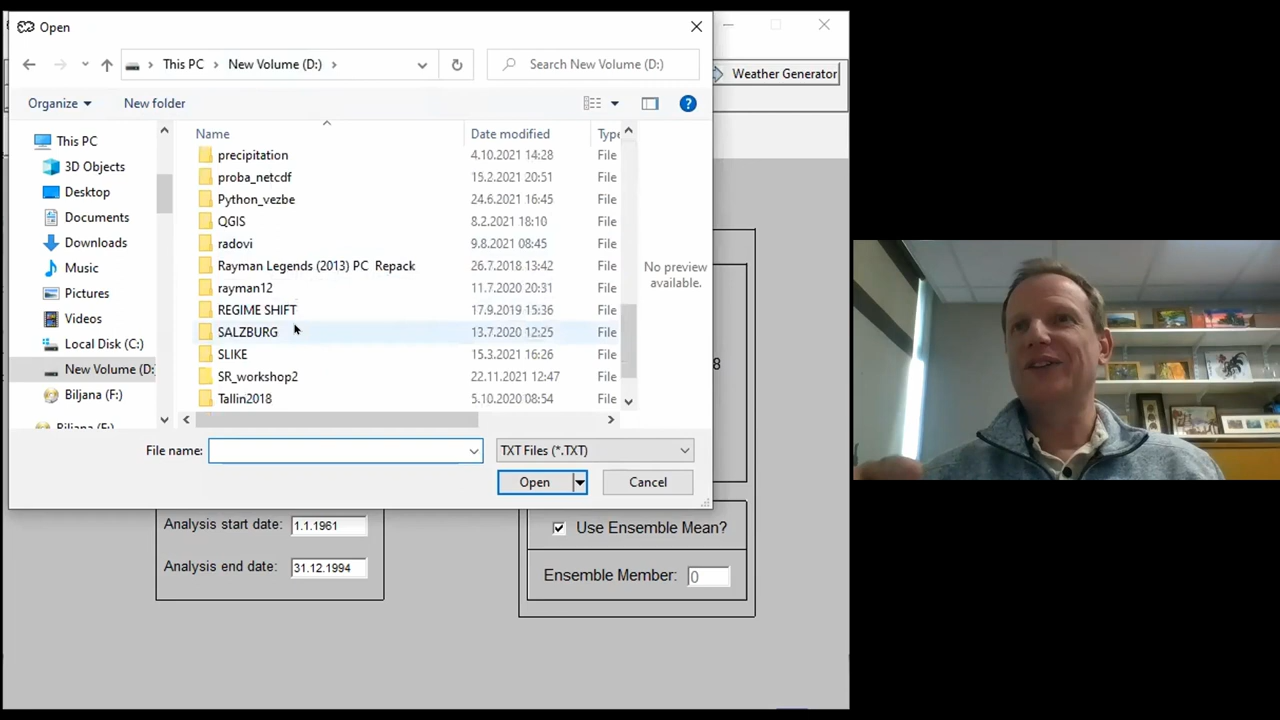 Open
Weather Generator
This PC > New Volume (D:) >
Search New Volume (D:)
Organize
New folder
This PC
3D Objects
Desktop
Documents
Downloads
Music
Pictures
Videos
Local Disk (C:)
New Volume (D:
Biljana (F:)
Biljana (F:)
Name Date modified Type
precipitation 4.10.2021 14:28 File
proba_netcdf 15.2.2021 20:51 File
Python_vezbe 24.6.2021 16:45 File
QGIS 8.2.2021 18:10 File
radovi 9.8.2021 08:45 File
Rayman Legends (2013) PC Repack 26.7.2018 13:42 File
rayman12 11.7.2020 20:31 File
REGIME SHIFT 17.9.2019 15:36 File
SALZBURG 13.7.2020 12:25 File
SLIKE 15.3.2021 16:26 File
SR_workshop2 22.11.2021 12:47 File
Tallin2018 5.10.2020 08:54 File
No preview
available.
8
File name:
TXT Files (*.TXT)
Open
Cancel
Analysis start date: 1.1.1961
Analysis end date: 31.12.1994
Use Ensemble Mean?
Ensemble Member: 0